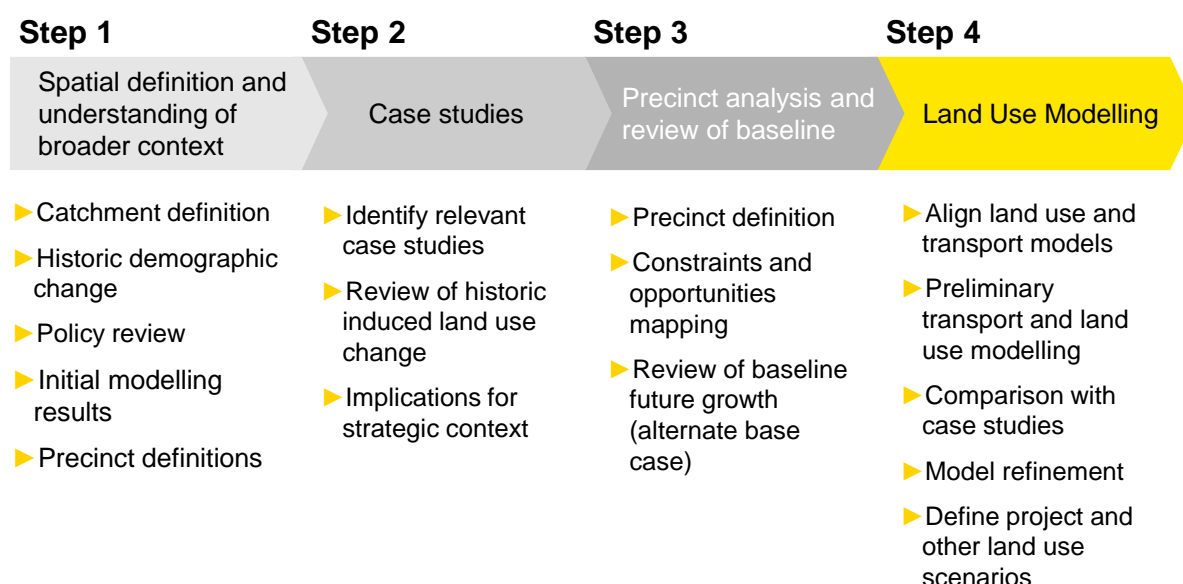 Step 1
Spatial definition and
understanding of
broader context
►Catchment definition
►Historic demographic
change
►Policy review
►Initial modelling
results
►Precinct definitions
Step 2
Case studies
►Identify relevant
case studies
►Review of historic
induced land use
change
►Implications for
strategic context
Step 3
Precinct analysis and
review of baseline
►Precinct definition
►Constraints and
opportunities
mapping
►Review of baseline
future growth
(alternate base
case)
Step 4
Land Use Modelling
►Align land use and
transport models
►Preliminary
transport and land
use modelling
►Comparison with
case studies
►Model refinement
►Define project and
other land use
scenarios